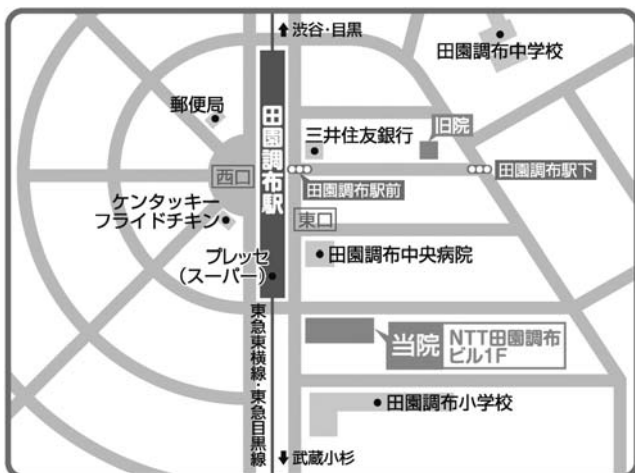 ↑渋谷・目黒
田園調布中学校
郵便局
田園調布駅
三井住友銀行
旧院
西口
田園調布駅前
田園調布駅下
ケンタッキー
フライドチキン
東口
プレッセ
(スーパー)
田園調布中央病院
東急東横線・東急目黒線
当院
NTT田園調布
ビル1F
田園調布小学校
↓武蔵小杉